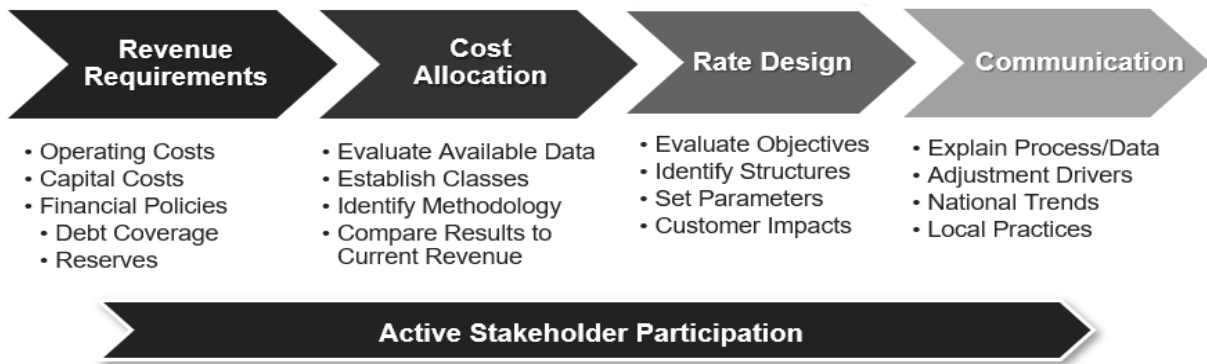 Revenue
Requirements
• Operating Costs
• Capital Costs
• Financial Policies
• Debt Coverage
• Reserves
Cost
Allocation
• Evaluate Available Data
• Establish Classes
• Identify Methodology
• Compare Results to
Current Revenue
Rate Design
• Evaluate Objectives
• Identify Structures
• Set Parameters
• Customer Impacts
Communication
• Explain Process/Data
• Adjustment Drivers
• National Trends
• Local Practices
Active Stakeholder Participation